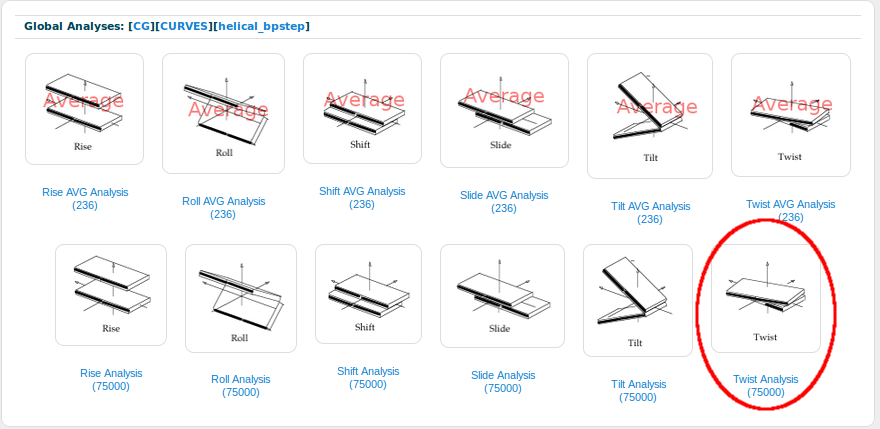 Global Analyses: [CG][CURVES][helical_bpstep]
Average
Rise
Average
Roll
Average
Shift
Average
Slide
Average
Tilt
Average
Twist
Rise AVG Analysis
(236)
Roll AVG Analysis
(236)
Shift AVG Analysis
(236)
Slide AVG Analysis
(236)
Tilt AVG Analysis
(236)
Twist AVG Analysis
(236)
Rise
Roll
Shift
Slide
Tilt
Twist
Rise Analysis
(75000)
Roll Analysis
(75000)
Shift Analysis
(75000)
Slide Analysis
(75000)
Tilt Analysis
(75000)
Twist Analysis
(75000)